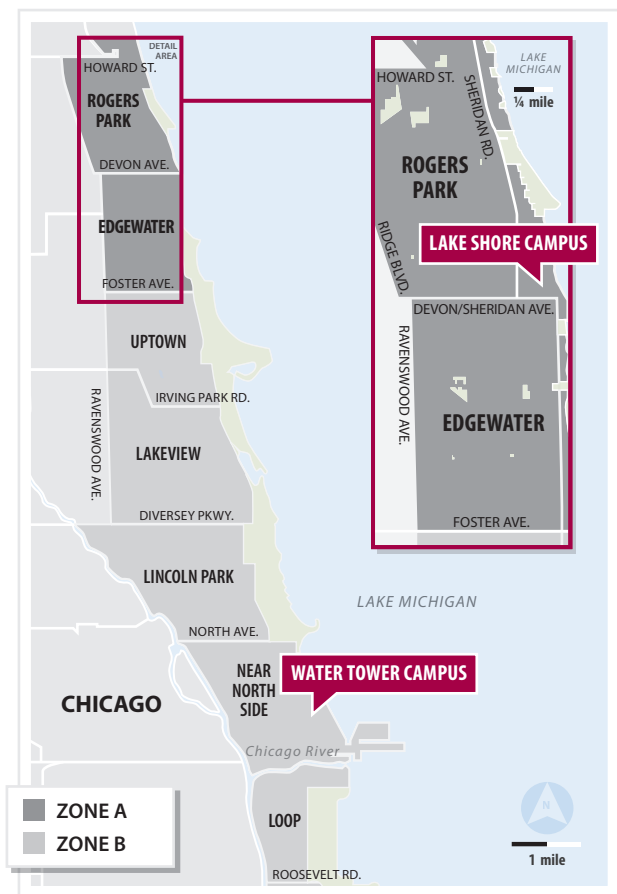 DETAIL
AREA
HOWARD ST.
ROGERS
PARK
DEVON AVE.
EDGEWATER
FOSTER AVE.
UPTOWN
IRVING PARK RD.
RAVENSWOOD AVE.
LAKEVIEW
DIVERSEY PKWY.
LINCOLN PARK
NORTH AVE.
LAKE MICHIGAN
NEAR
NORTH
SIDE
WATER TOWER CAMPUS
CHICAGO
Chicago River
LOOP
ROOSEVELT RD.
ZONE A
ZONE B
N
1 mile
LAKE
MICHIGAN
¼ mile
HOWARD ST.
SHERIDAN RD.
ROGERS
PARK
RIDGE BLVD.
LAKE SHORE CAMPUS
DEVON/SHERIDAN AVE.
RAVENSWOOD AVE.
EDGEWATER
FOSTER AVE.